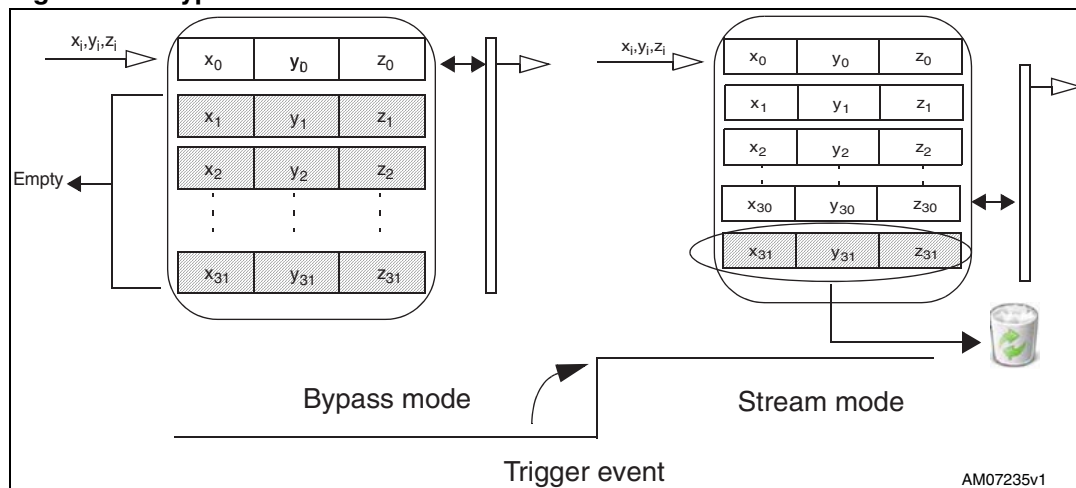 xᵢ,yᵢ,zᵢ
x₀ y₀ z₀
x₁ y₁ z₁
x₂ y₂ z₂
x₃₁ y₃₁ z₃₁
Empty
xᵢ,yᵢ,zᵢ
x₀ y₀ z₀
x₁ y₁ z₁
x₂ y₂ z₂
x₃₀ y₃₀ z₃₀
x₃₁ y₃₁ z₃₁
Bypass mode
Stream mode
Trigger event
AM07235v1